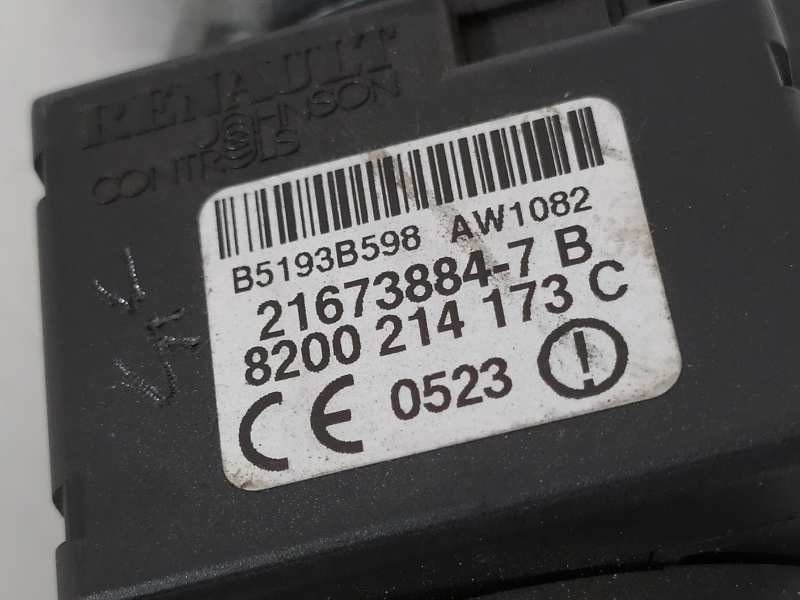 RENAULT
JOHNSON
CONTROLS
B5193B598 AW1082
21673884-7 B
8200 214 173 C
CE 0523